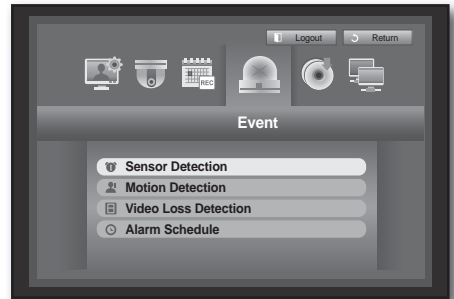 Logout Return
REC
Event
Sensor Detection
Motion Detection
Video Loss Detection
Alarm Schedule